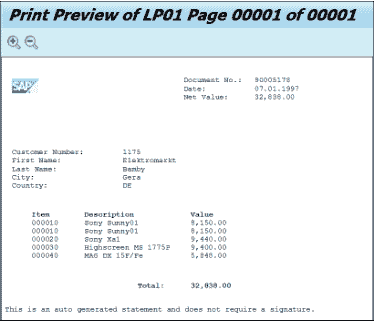 Print Preview of LP01 Page 00001 of 00001
SAP
Document No.: 90005178
Date: 07.01.1997
Net Value: 32,838.00
Customer Number: 1175
First Name: Elektromarkt
Last Name: Bamby
City: Gera
Country: DE
Item Description Value
000010 Sony Sunny01 8,150.00
000010 Sony Sunny01 8,150.00
000020 Sony Xa1 9,440.00
000030 Highscreen MS 1775P 9,400.00
000040 MAG DX 15F/Fe 5,848.00
Total: 32,838.00
This is an auto generated statement and does not require a signature.